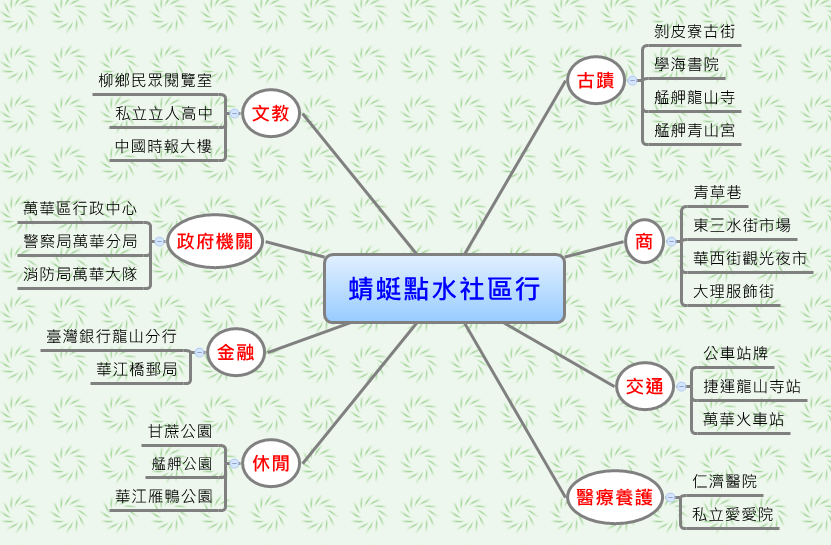 蜻蜓點水社區行
文教
柳鄉民眾閱覽室
私立立人高中
中國時報大樓
政府機關
萬華區行政中心
警察局萬華分局
消防局萬華大隊
金融
臺灣銀行龍山分行
華江橋郵局
休閒
甘蔗公園
艋舺公園
華江雁鴨公園
古蹟
剝皮寮古街
學海書院
艋舺龍山寺
艋舺青山宮
商
青草巷
東三水街市場
華西街觀光夜市
大理服飾街
交通
公車站牌
捷運龍山寺站
萬華火車站
醫療養護
仁濟醫院
私立愛愛院